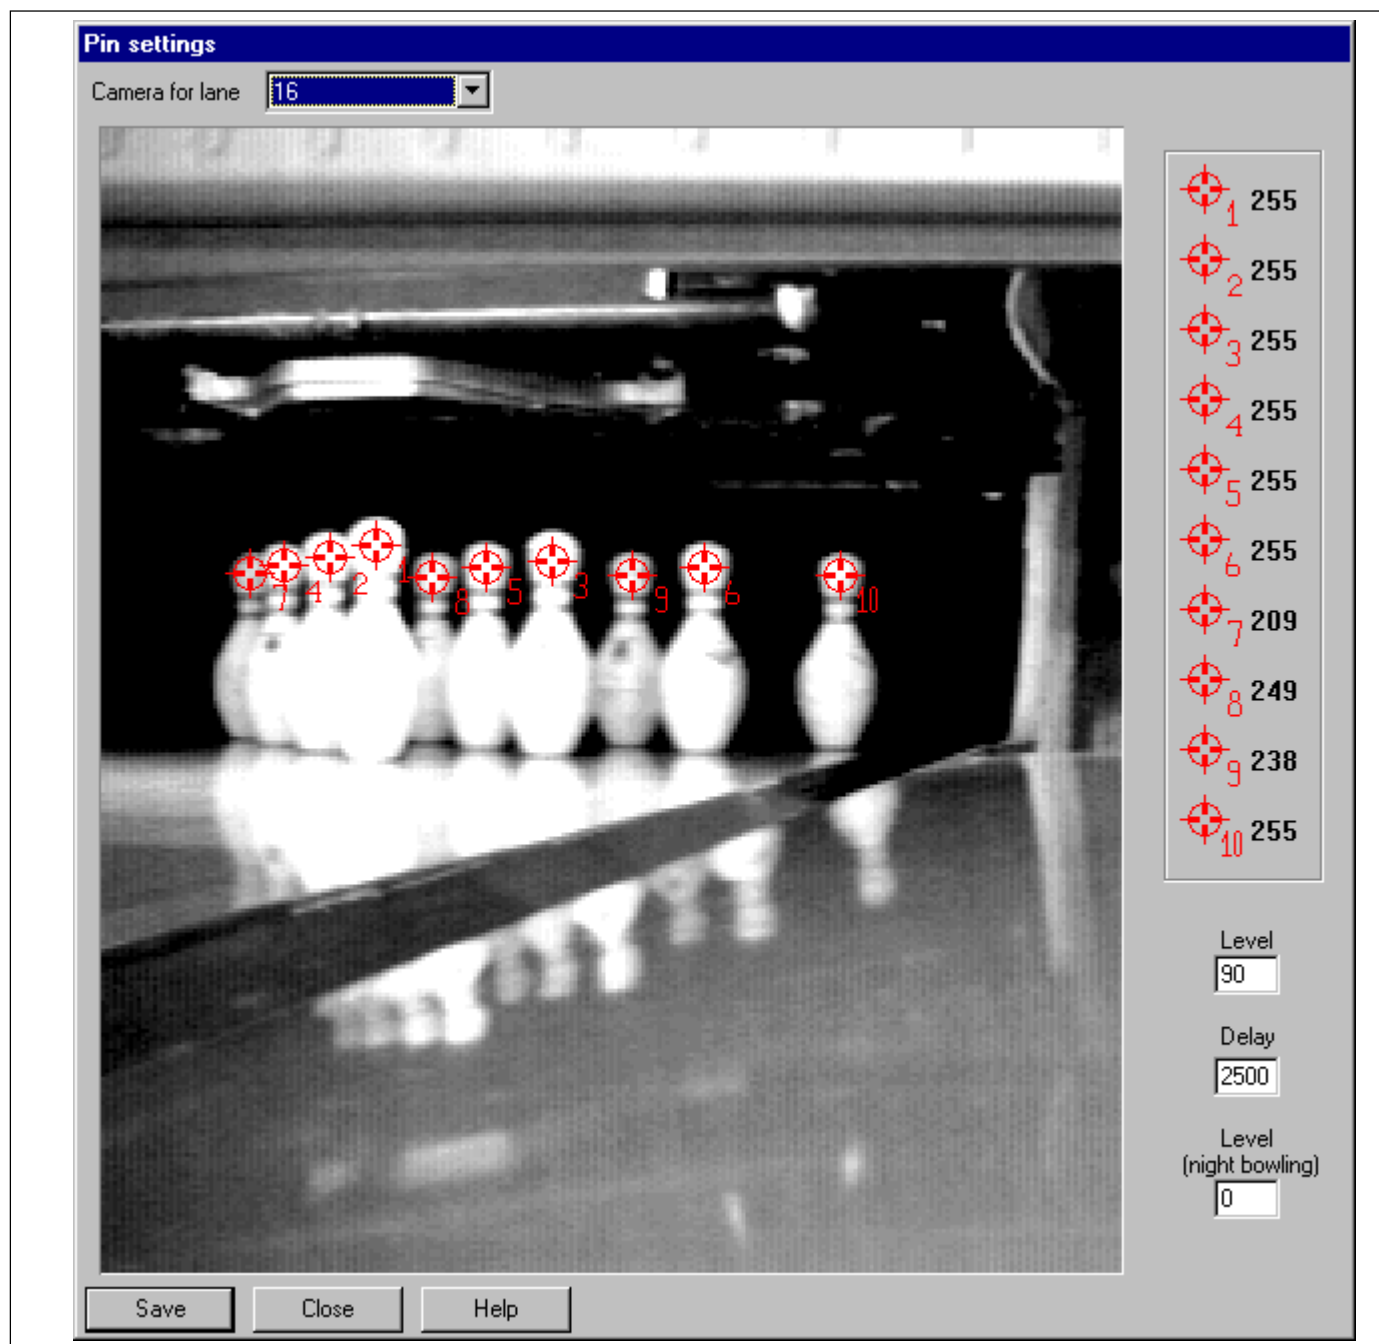 Pin settings
Camera for lane 16
1 255
2 255
3 255
4 255
5 255
6 255
7 209
8 249
9 238
10 255
7 4 2 1 8 5 3 9 6 10
Level
90
Delay
2500
Level
(night bowling)
0
Save Close Help